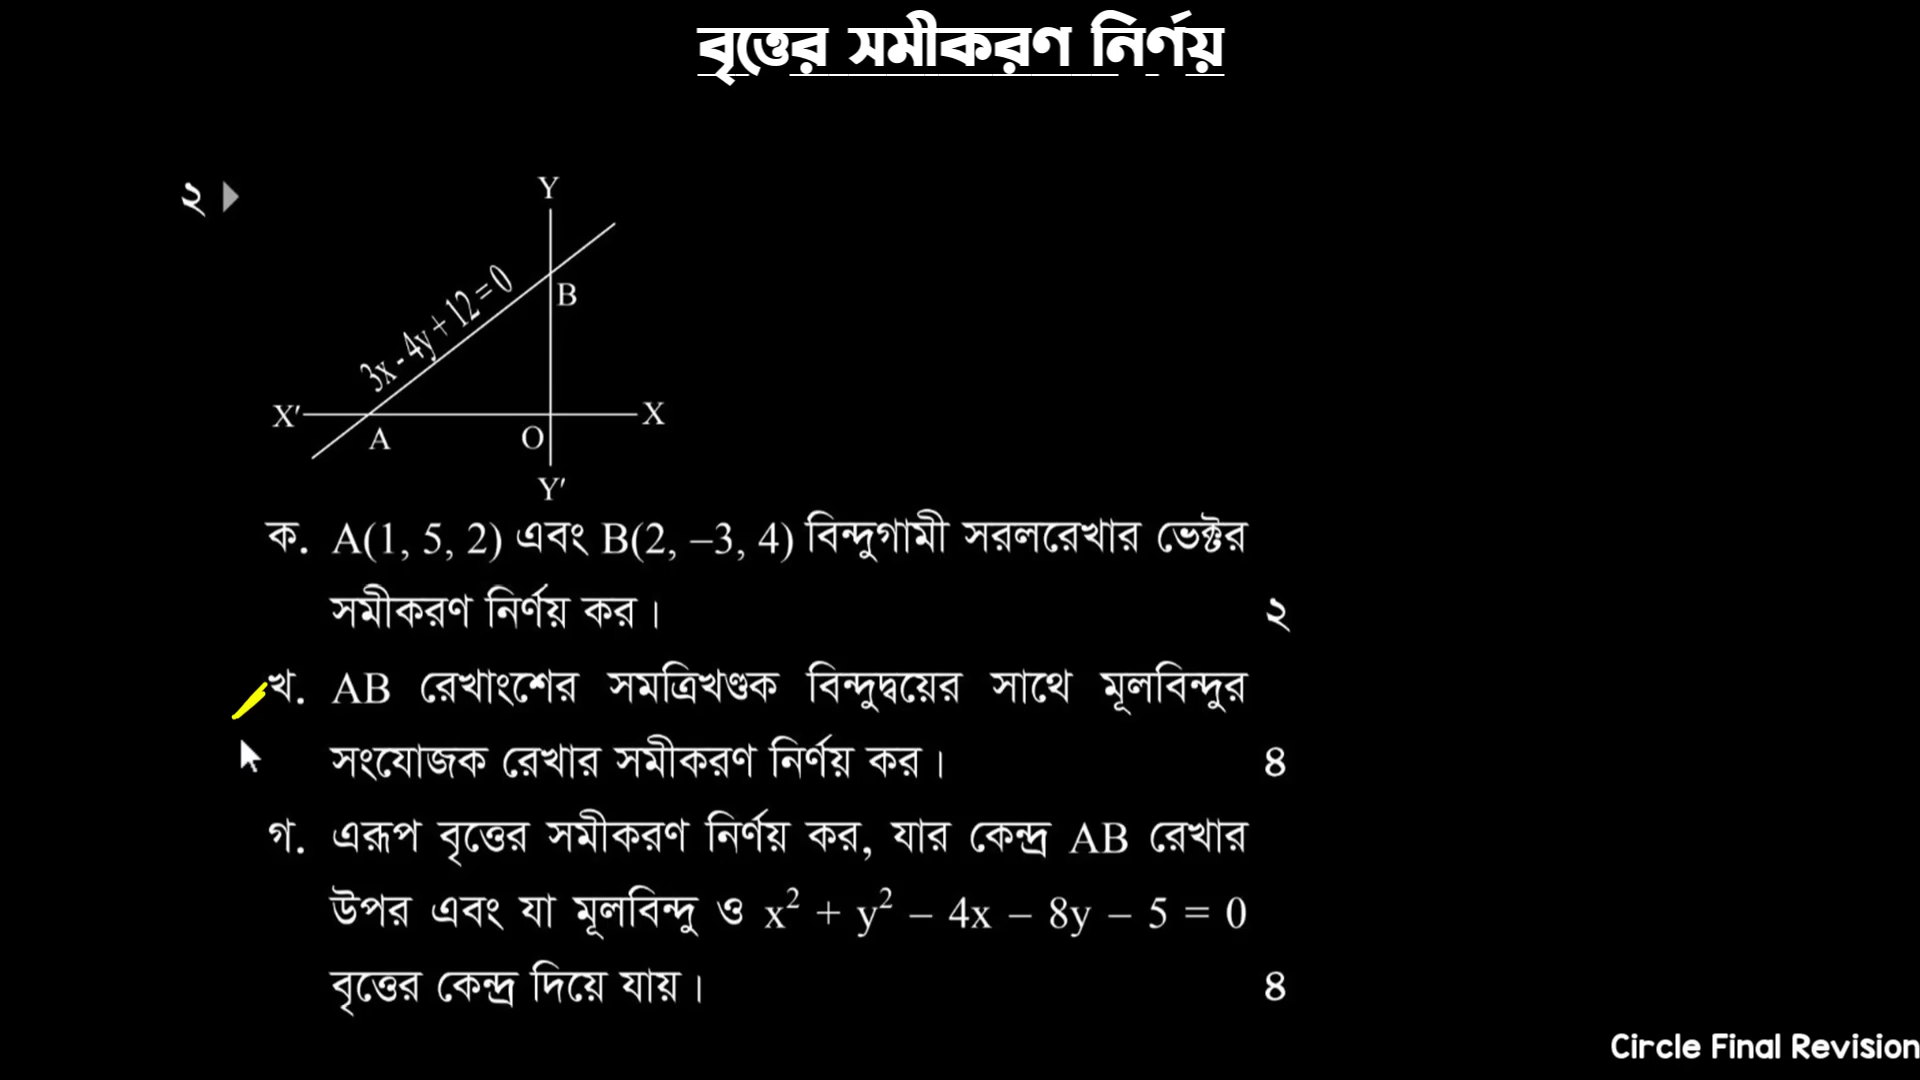 বৃত্তের সমীকরণ নির্ণয়
২
Y
3x - 4y + 12 = 0
B
X′ X
A O
Y′
ক. A(1, 5, 2) এবং B(2, –3, 4) বিন্দুগামী সরলরেখার ভেক্টর
সমীকরণ নির্ণয় কর। ২
খ. AB রেখাংশের সমত্রিখণ্ডক বিন্দুদ্বয়ের সাথে মূলবিন্দুর
সংযোজক রেখার সমীকরণ নির্ণয় কর। ৪
গ. এরূপ বৃত্তের সমীকরণ নির্ণয় কর, যার কেন্দ্র AB রেখার
উপর এবং যা মূলবিন্দু ও x² + y² – 4x – 8y – 5 = 0
বৃত্তের কেন্দ্র দিয়ে যায়। ৪
Circle Final Revision